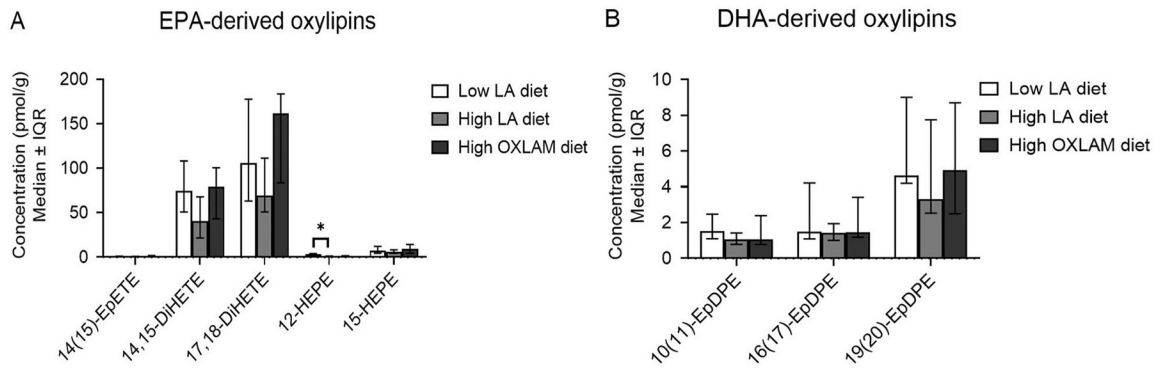 A
EPA-derived oxylipins
Concentration (pmol/g)
Median ± IQR
200
150
100
50
0
*
14(15)-EpETE
14,15-DiHETE
17,18-DiHETE
12-HEPE
15-HEPE
Low LA diet
High LA diet
High OXLAM diet
B
DHA-derived oxylipins
Concentration (pmol/g)
Median ± IQR
10
8
6
4
2
0
10(11)-EpDPE
16(17)-EpDPE
19(20)-EpDPE
Low LA diet
High LA diet
High OXLAM diet